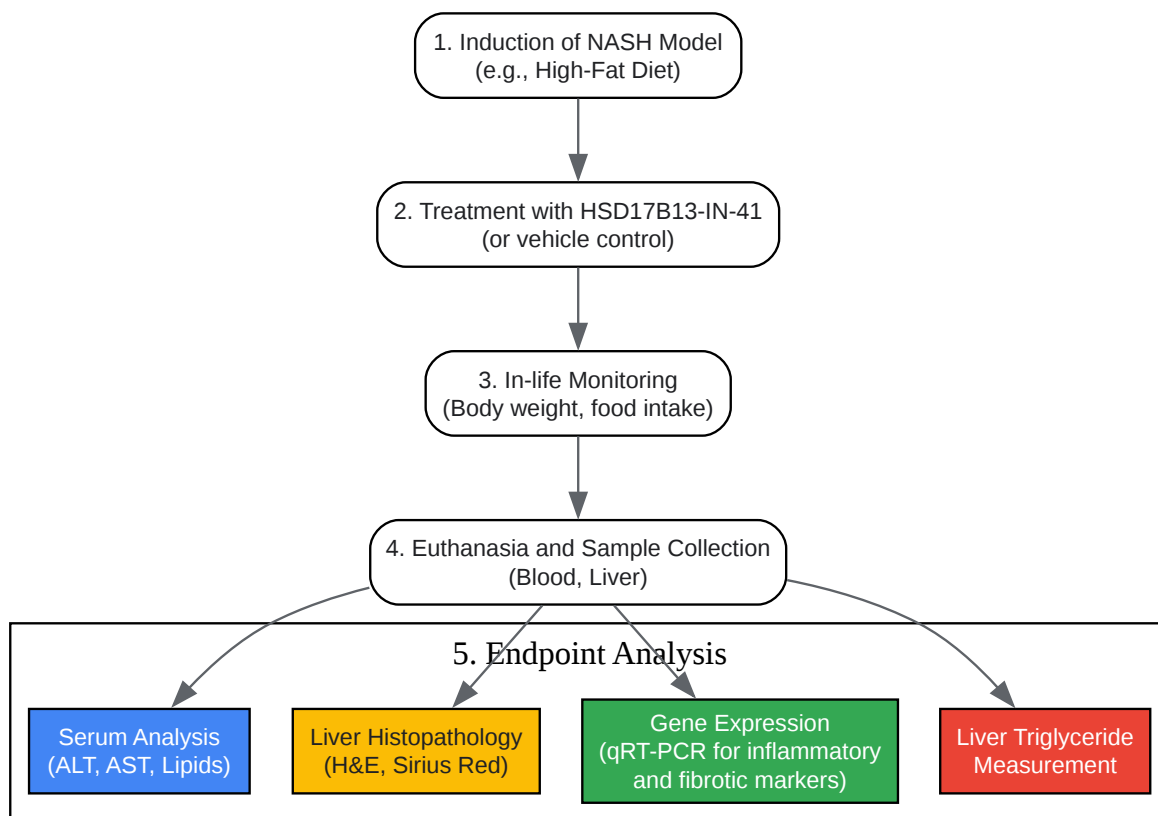 1. Induction of NASH Model
(e.g., High-Fat Diet)
2. Treatment with HSD17B13-IN-41
(or vehicle control)
3. In-life Monitoring
(Body weight, food intake)
4. Euthanasia and Sample Collection
(Blood, Liver)
5. Endpoint Analysis
Serum Analysis
(ALT, AST, Lipids)
Liver Histopathology
(H&E, Sirius Red)
Gene Expression
(qRT-PCR for inflammatory
and fibrotic markers)
Liver Triglyceride
Measurement